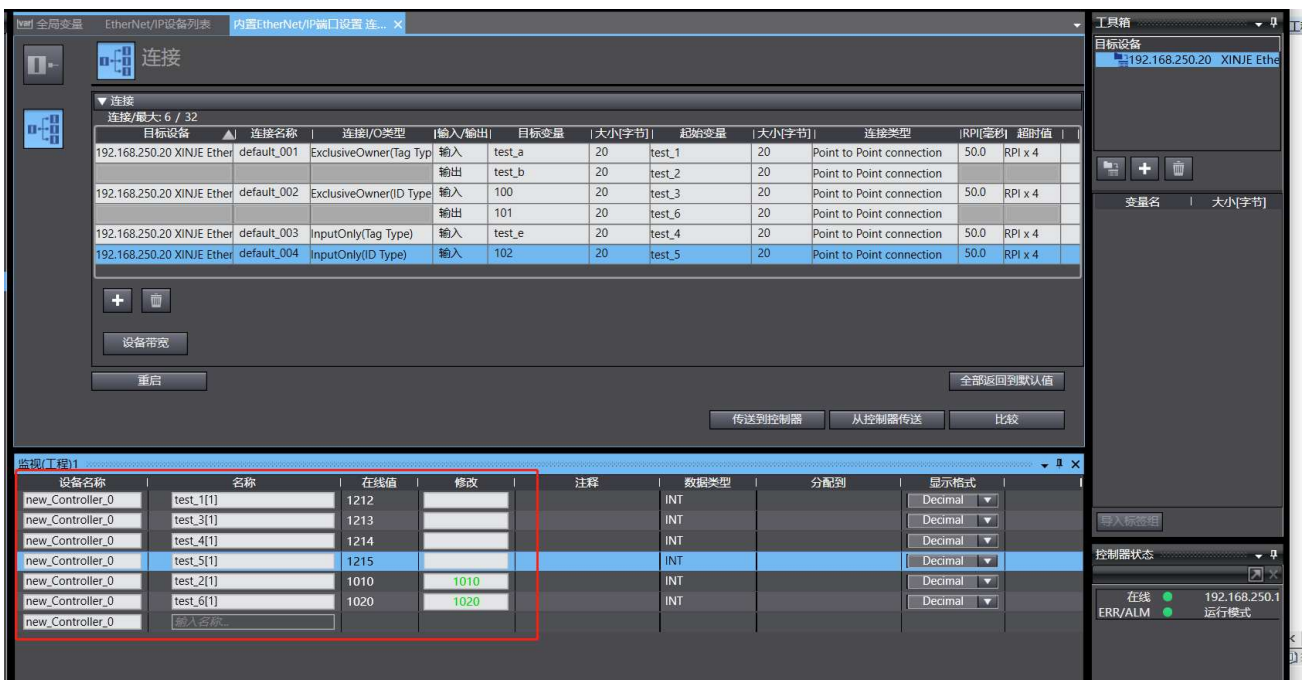 var 全局变量 EtherNet/IP设备列表 内置EtherNet/IP端口设置 连... ×
连接
▼连接
连接/最大: 6 / 32
目标设备 连接名称 连接I/O类型 输入/输出 目标变量 大小[字节] 起始变量 大小[字节] 连接类型 RPI[毫秒] 超时值
192.168.250.20 XINJE Ether default_001 ExclusiveOwner(Tag Typ 输入 test_a 20 test_1 20 Point to Point connection 50.0 RPI x 4
输出 test_b 20 test_2 20 Point to Point connection
192.168.250.20 XINJE Ether default_002 ExclusiveOwner(ID Type 输入 100 test_3 20 Point to Point connection 50.0 RPI x 4
输出 101 20 test_6 20 Point to Point connection
192.168.250.20 XINJE Ether default_003 InputOnly(Tag Type) 输入 test_e 20 test_4 20 Point to Point connection 50.0 RPI x 4
192.168.250.20 XINJE Ether default_004 InputOnly(ID Type) 输入 102 20 test_5 20 Point to Point connection 50.0 RPI x 4
+
设备带宽
重启 全部返回到默认值
传送到控制器 从控制器传送 比较
监视(工程)1
设备名称 名称 在线值 修改 注释 数据类型 分配到 显示格式
new_Controller_0 test_1[1] 1212 INT Decimal ▼
new_Controller_0 test_3[1] 1213 INT Decimal ▼
new_Controller_0 test_4[1] 1214 INT Decimal ▼
new_Controller_0 test_5[1] 1215 INT Decimal ▼
new_Controller_0 test_2[1] 1010 1010 INT Decimal ▼
new_Controller_0 test_6[1] 1020 1020 INT Decimal ▼
new_Controller_0 输入名称...
工具箱
目标设备
192.168.250.20 XINJE Ethe
+
变量名 大小[字节]
导入标签组
控制器状态
在线 192.168.250.1
ERR/ALM 运行模式